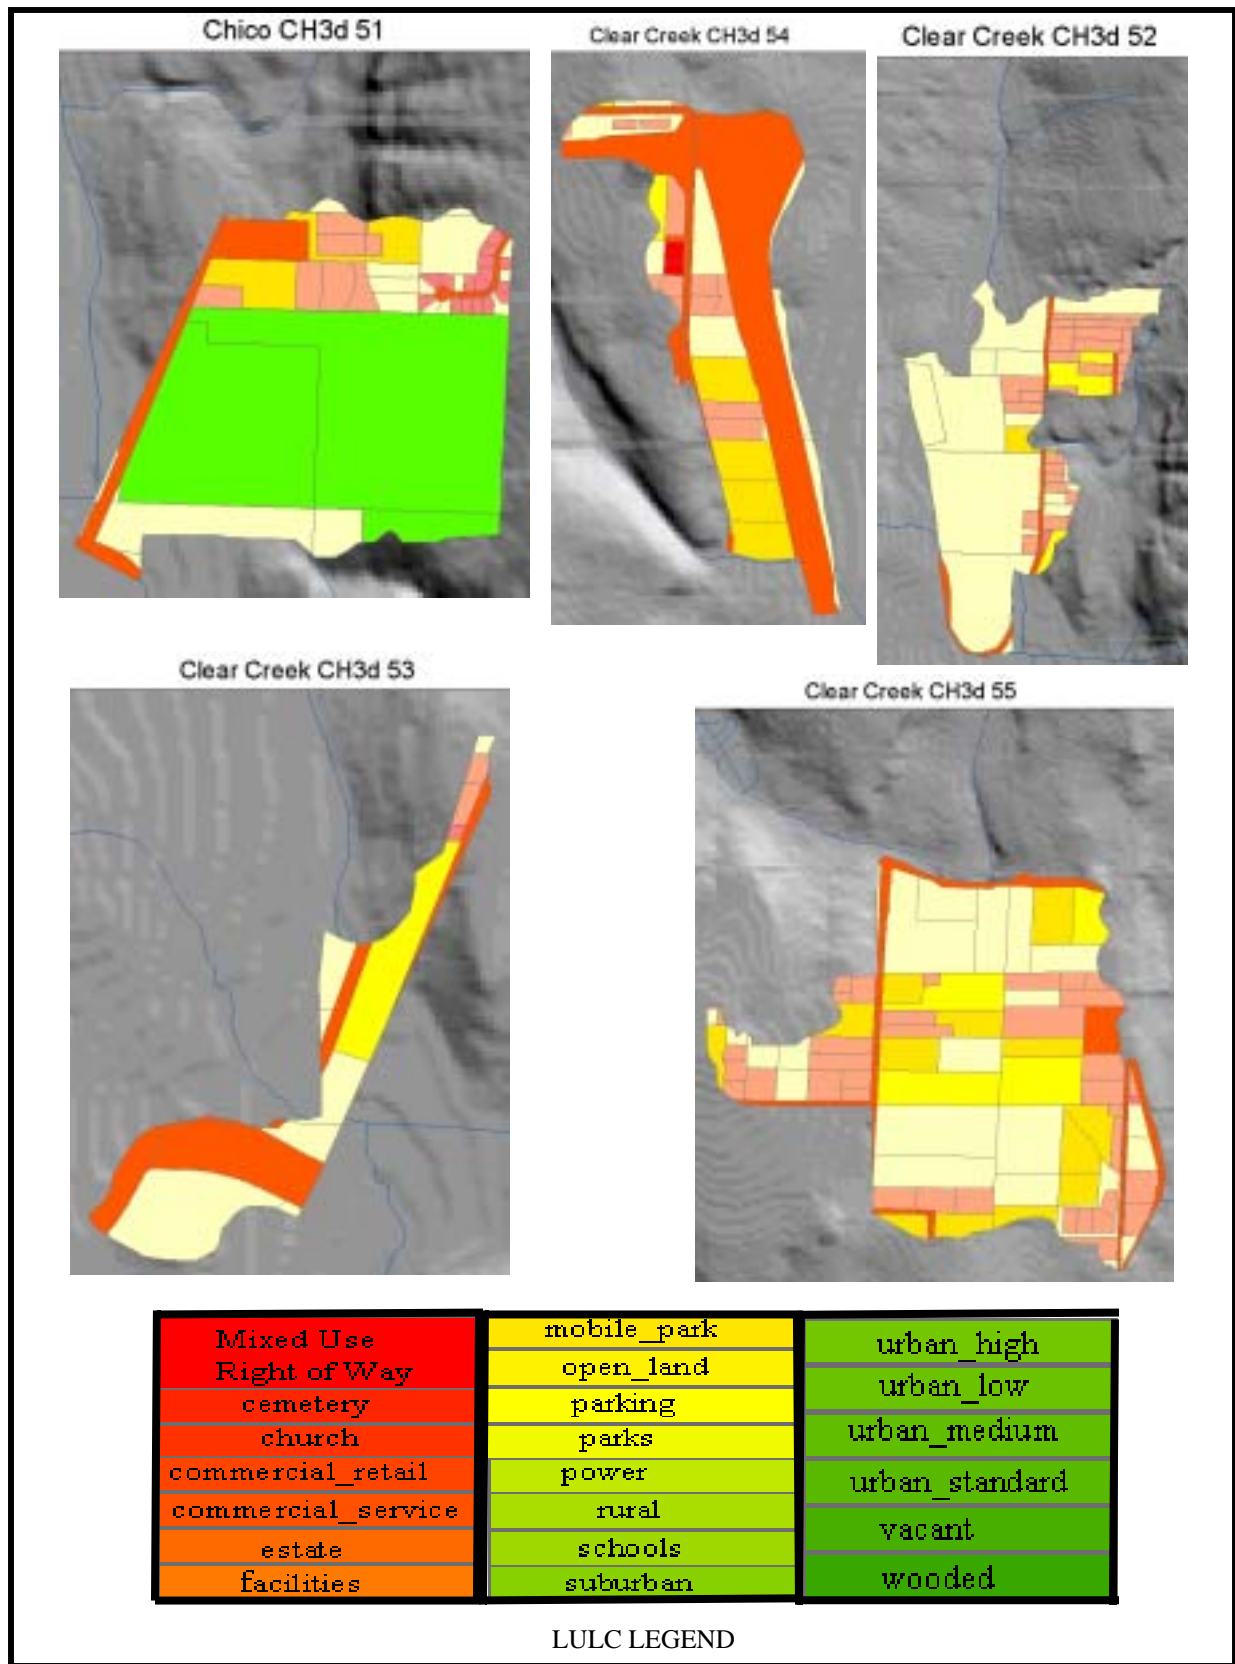 Chico CH3d 51
Clear Creek CH3d 54
Clear Creek CH3d 52
Clear Creek CH3d 53
Clear Creek CH3d 55
Mixed Use
Right of Way
cemetery
church
commercial_retail
commercial_service
estate
facilities
mobile_park
open_land
parking
parks
power
rural
schools
suburban
urban_high
urban_low
urban_medium
urban_standard
vacant
wooded
LULC LEGEND